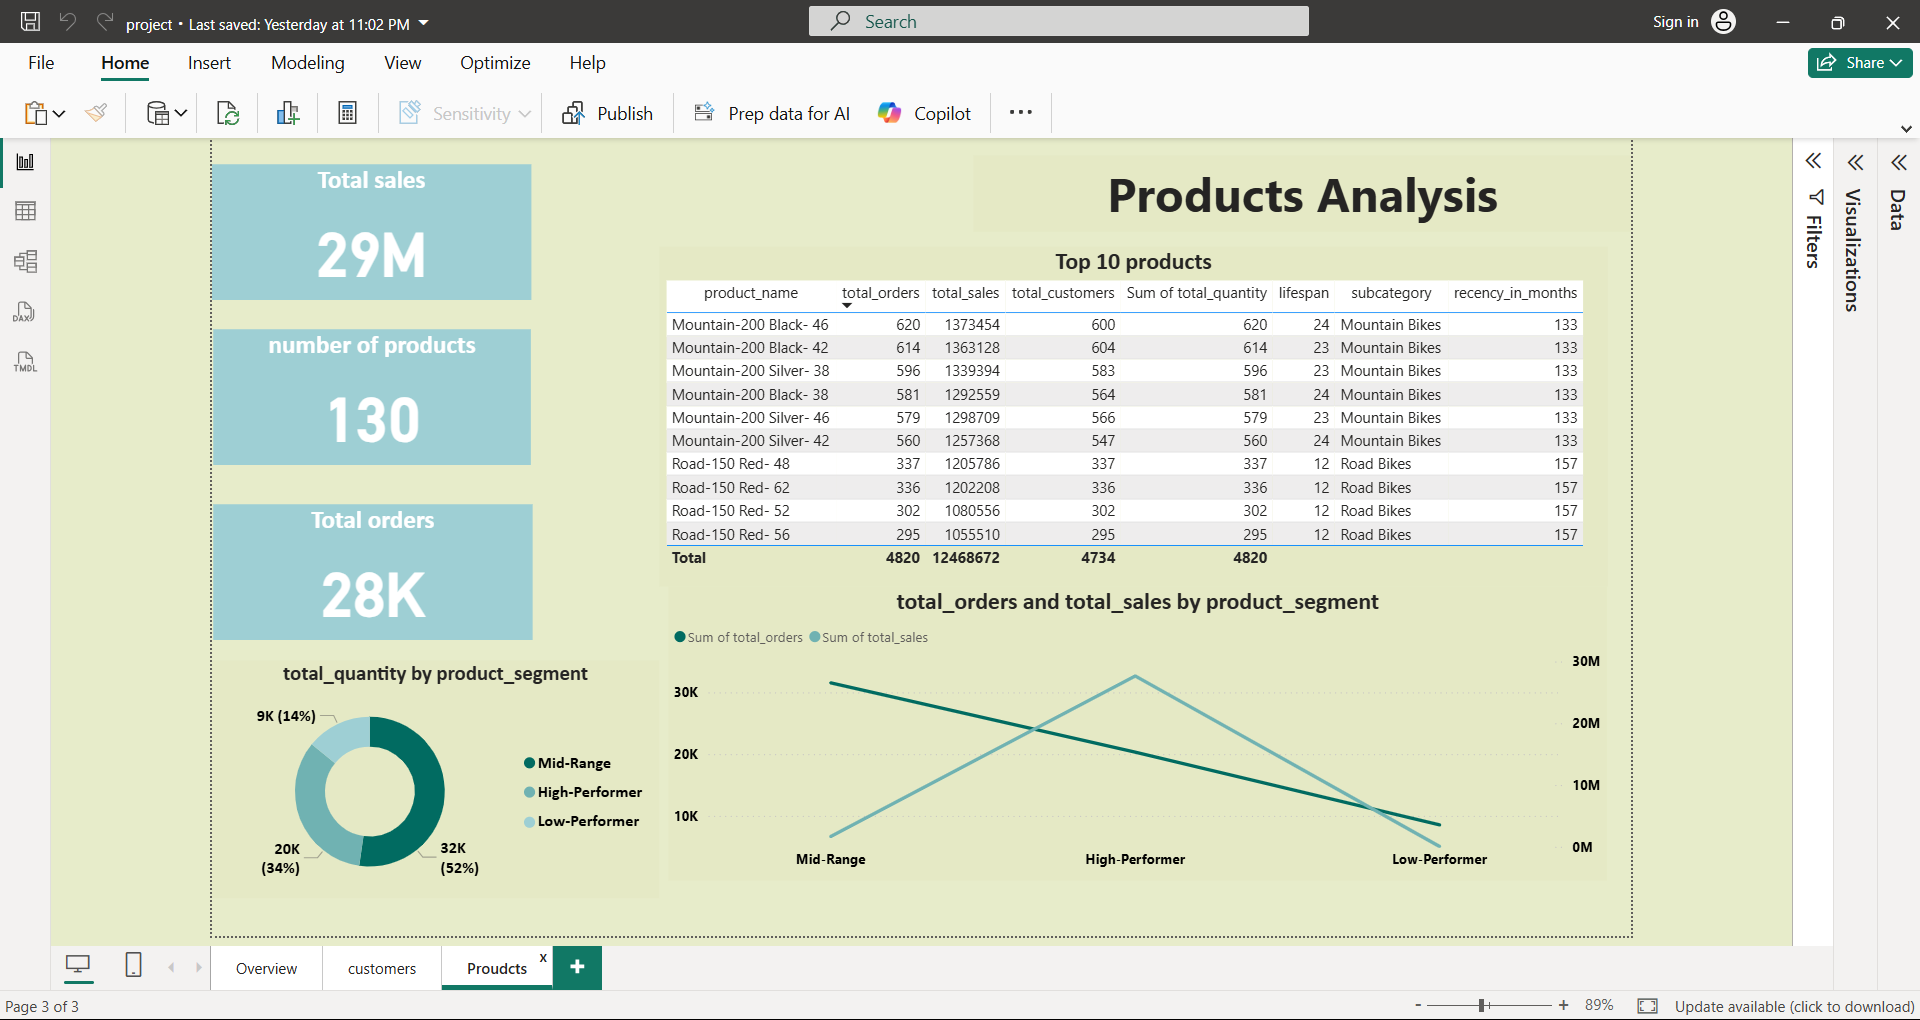 project • Last saved: Yesterday at 11:02 PM
Search
Sign in
File Home Insert Modeling View Optimize Help
Share
Sensitivity
Publish
Prep data for AI
Copilot
DAX
TMDL
Total sales
29M
number of products
130
Total orders
28K
Products Analysis
Top 10 products
product_name total_orders total_sales total_customers Sum of total_quantity lifespan subcategory recency_in_months
Mountain-200 Black- 46 620 1373454 600 620 24 Mountain Bikes 133
Mountain-200 Black- 42 614 1363128 604 614 23 Mountain Bikes 133
Mountain-200 Silver- 38 596 1339394 583 596 23 Mountain Bikes 133
Mountain-200 Black- 38 581 1292559 564 581 24 Mountain Bikes 133
Mountain-200 Silver- 46 579 1298709 566 579 23 Mountain Bikes 133
Mountain-200 Silver- 42 560 1257368 547 560 24 Mountain Bikes 133
Road-150 Red- 48 337 1205786 337 337 12 Road Bikes 157
Road-150 Red- 62 336 1202208 336 336 12 Road Bikes 157
Road-150 Red- 52 302 1080556 302 302 12 Road Bikes 157
Road-150 Red- 56 295 1055510 295 295 12 Road Bikes 157
Total 4820 12468672 4734 4820
total_quantity by product_segment
9K (14%)
20K
(34%)
32K
(52%)
Mid-Range
High-Performer
Low-Performer
total_orders and total_sales by product_segment
Sum of total_orders Sum of total_sales
30K
20K
10K
30M
20M
10M
0M
Mid-Range High-Performer Low-Performer
Filters
Visualizations
Data
Overview customers Proudcts x +
Page 3 of 3
- + 89%
Update available (click to download)